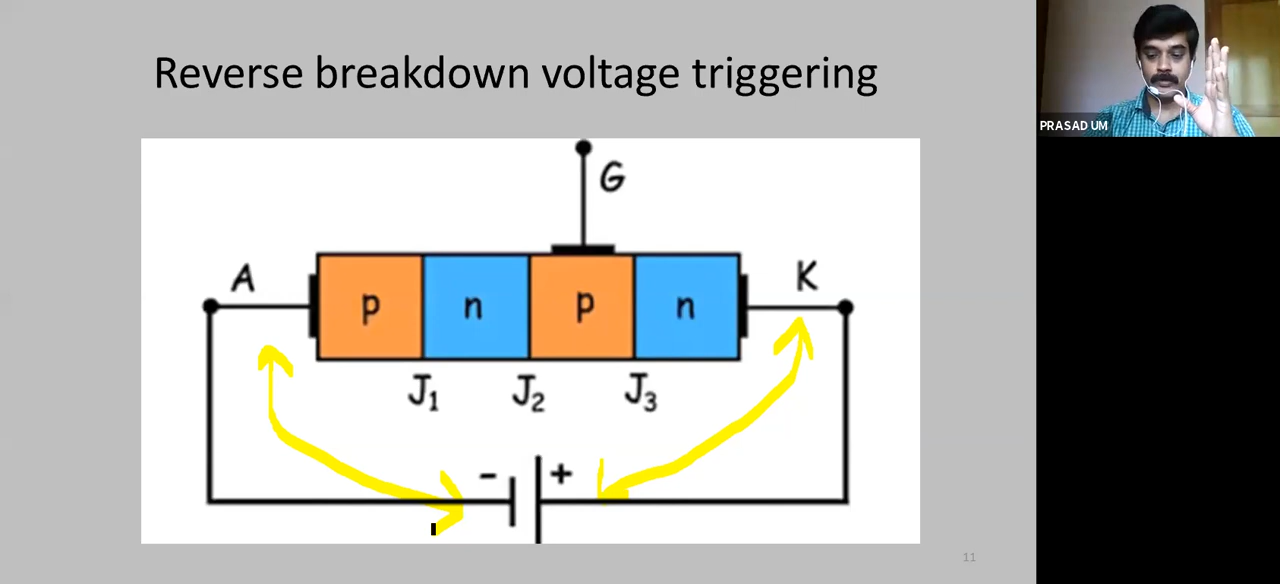 Reverse breakdown voltage triggering
PRASAD UM
G
A
K
p n p n
J₁ J₂ J₃
- +
11